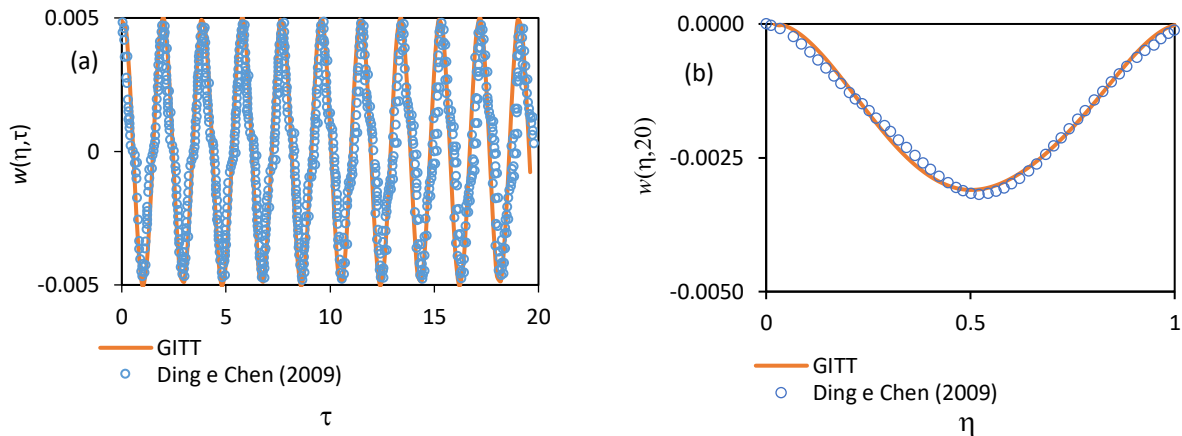 0.005
(a)
w(η,τ)
0
-0.005
0 5 10 15 20
GITT
Ding e Chen (2009)
τ
0.0000
(b)
w(η,20)
-0.0025
-0.0050
0 0.5 1
GITT
Ding e Chen (2009)
η